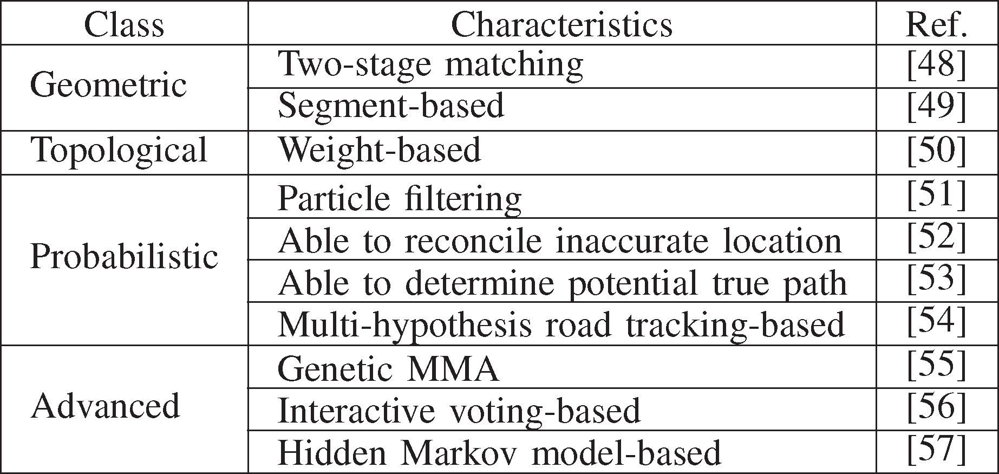 Class Characteristics Ref.
Geometric
Two-stage matching [48]
Segment-based [49]
Topological Weight-based [50]
Probabilistic
Particle filtering [51]
Able to reconcile inaccurate location [52]
Able to determine potential true path [53]
Multi-hypothesis road tracking-based [54]
Advanced
Genetic MMA [55]
Interactive voting-based [56]
Hidden Markov model-based [57]